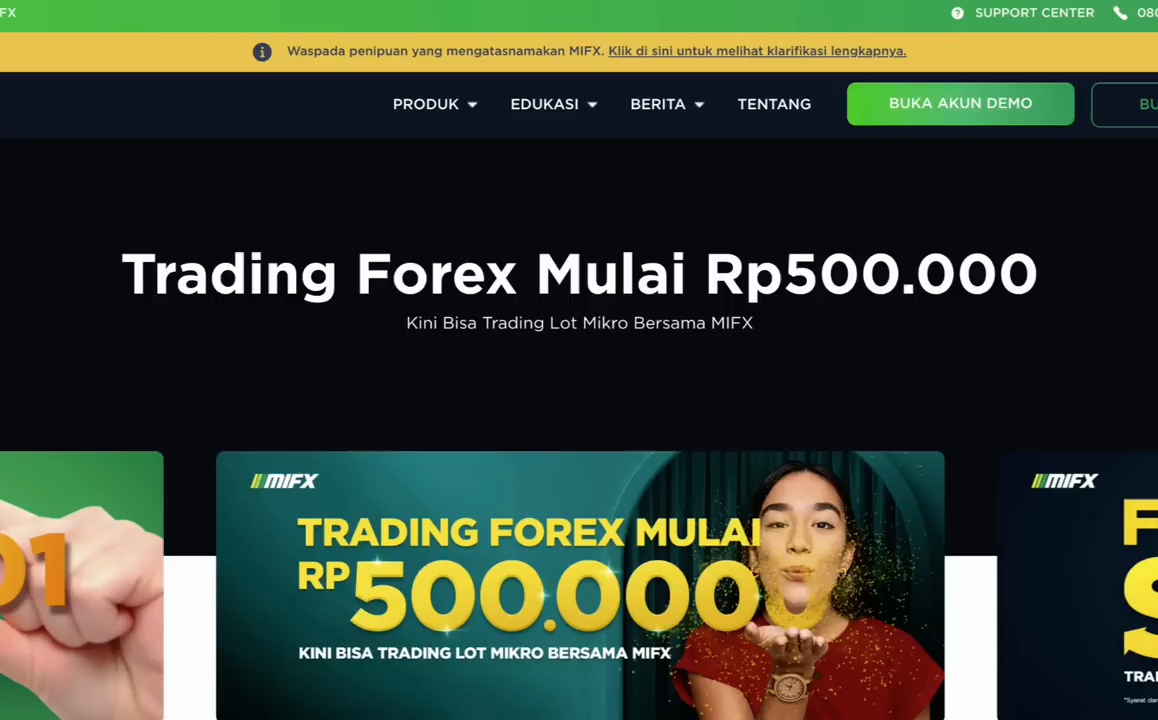 FX
SUPPORT CENTER
080
Waspada penipuan yang mengatasnamakan MIFX. Klik di sini untuk melihat klarifikasi lengkapnya.
PRODUK
EDUKASI
BERITA
TENTANG
BUKA AKUN DEMO
BU
Trading Forex Mulai Rp500.000
Kini Bisa Trading Lot Mikro Bersama MIFX
01
MIFX
TRADING FOREX MULAI
RP500.000
KINI BISA TRADING LOT MIKRO BERSAMA MIFX
MIFX
F
S
TRA
*Syarat dan